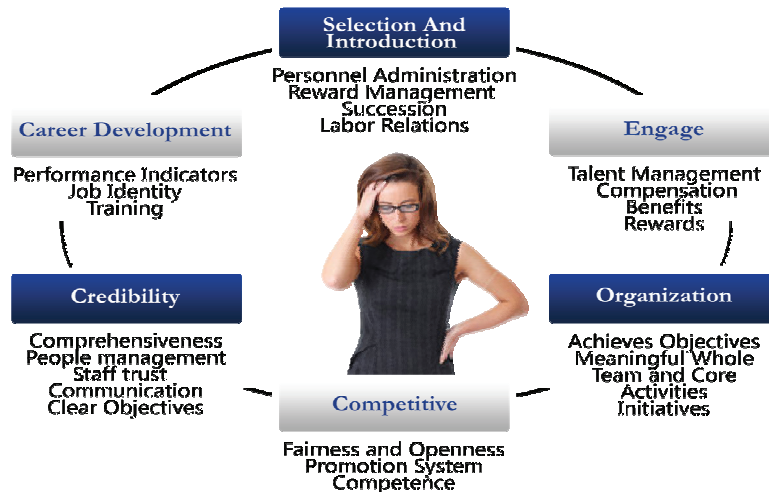 Selection And
Introduction
Personnel Administration
Reward Management
Succession
Labor Relations
Career Development
Performance Indicators
Job Identity
Training
Engage
Talent Management
Compensation
Benefits
Rewards
Credibility
Comprehensiveness
People management
Staff trust
Communication
Clear Objectives
Organization
Achieves Objectives
Meaningful Whole
Team and Core
Activities
Initiatives
Competitive
Fairness and Openness
Promotion System
Competence